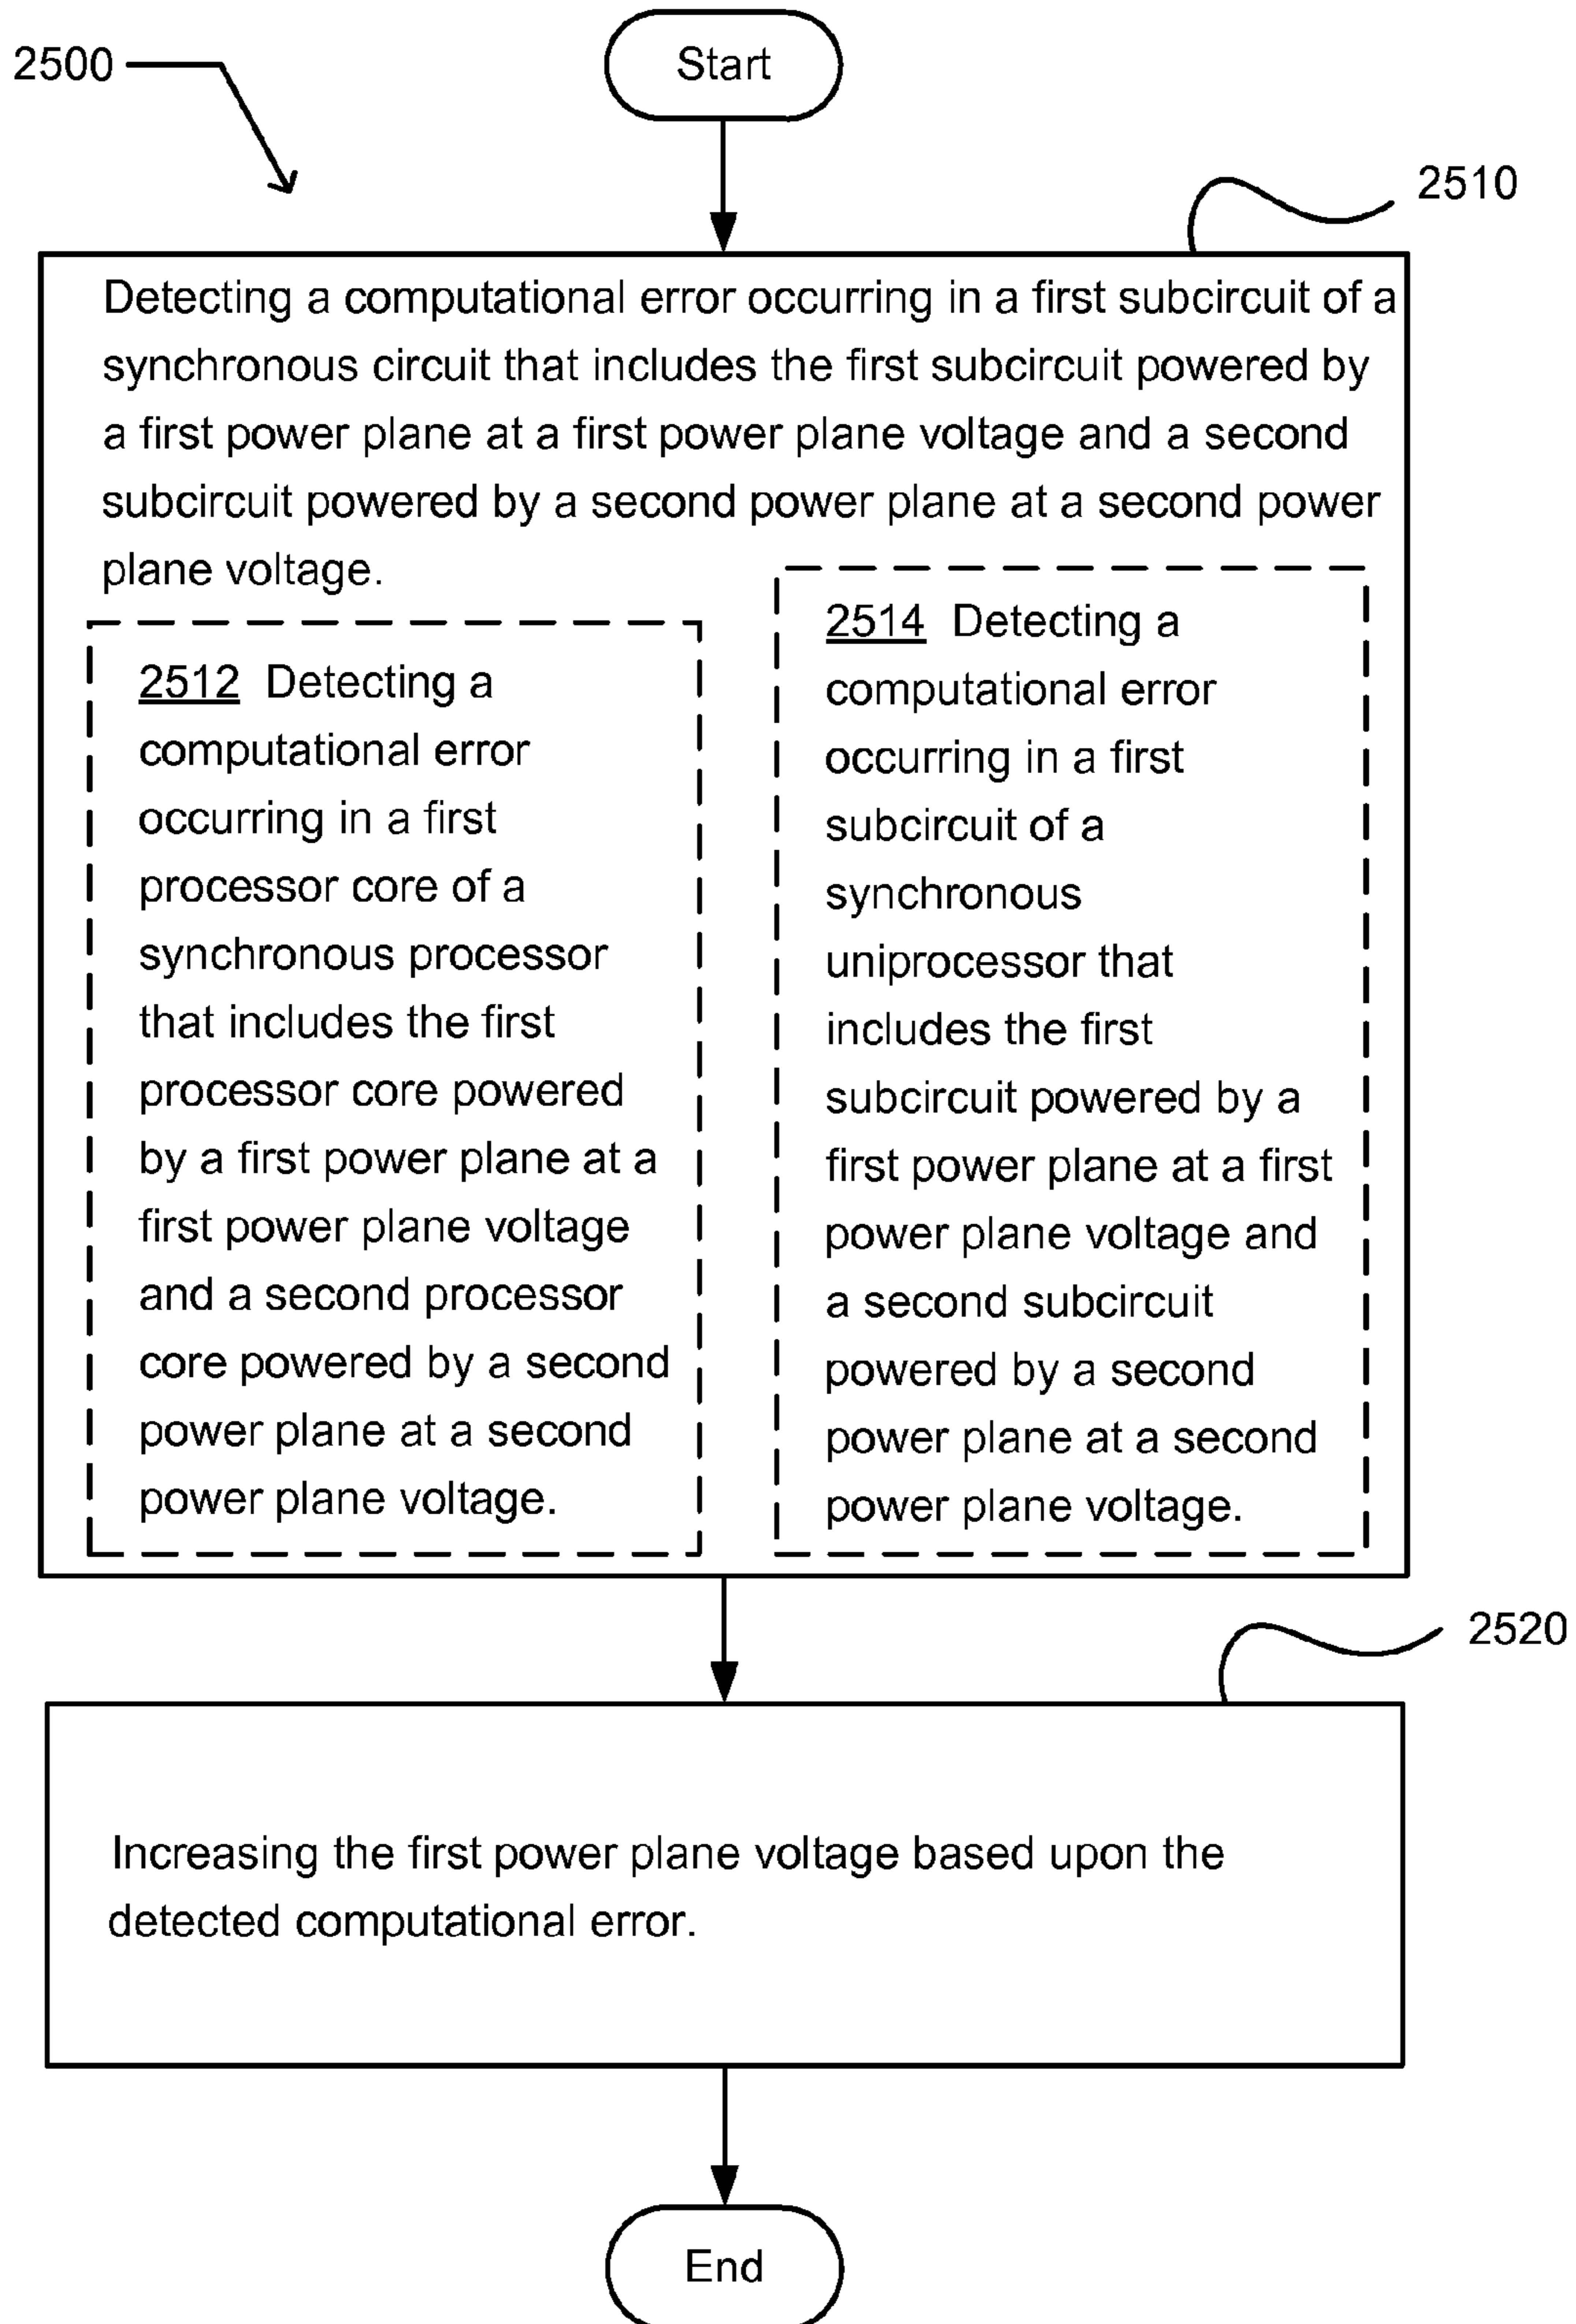 Start
2500
2510
Detecting a computational error occurring in a first subcircuit of a
synchronous circuit that includes the first subcircuit powered by
a first power plane at a first power plane voltage and a second
subcircuit powered by a second power plane at a second power
plane voltage.
2512 Detecting a
computational error
occurring in a first
processor core of a
synchronous processor
that includes the first
processor core powered
by a first power plane at a
first power plane voltage
and a second processor
core powered by a second
power plane at a second
power plane voltage.
2514 Detecting a
computational error
occurring in a first
subcircuit of a
synchronous
uniprocessor that
includes the first
subcircuit powered by a
first power plane at a first
power plane voltage and
a second subcircuit
powered by a second
power plane at a second
power plane voltage.
2520
Increasing the first power plane voltage based upon the
detected computational error.
End